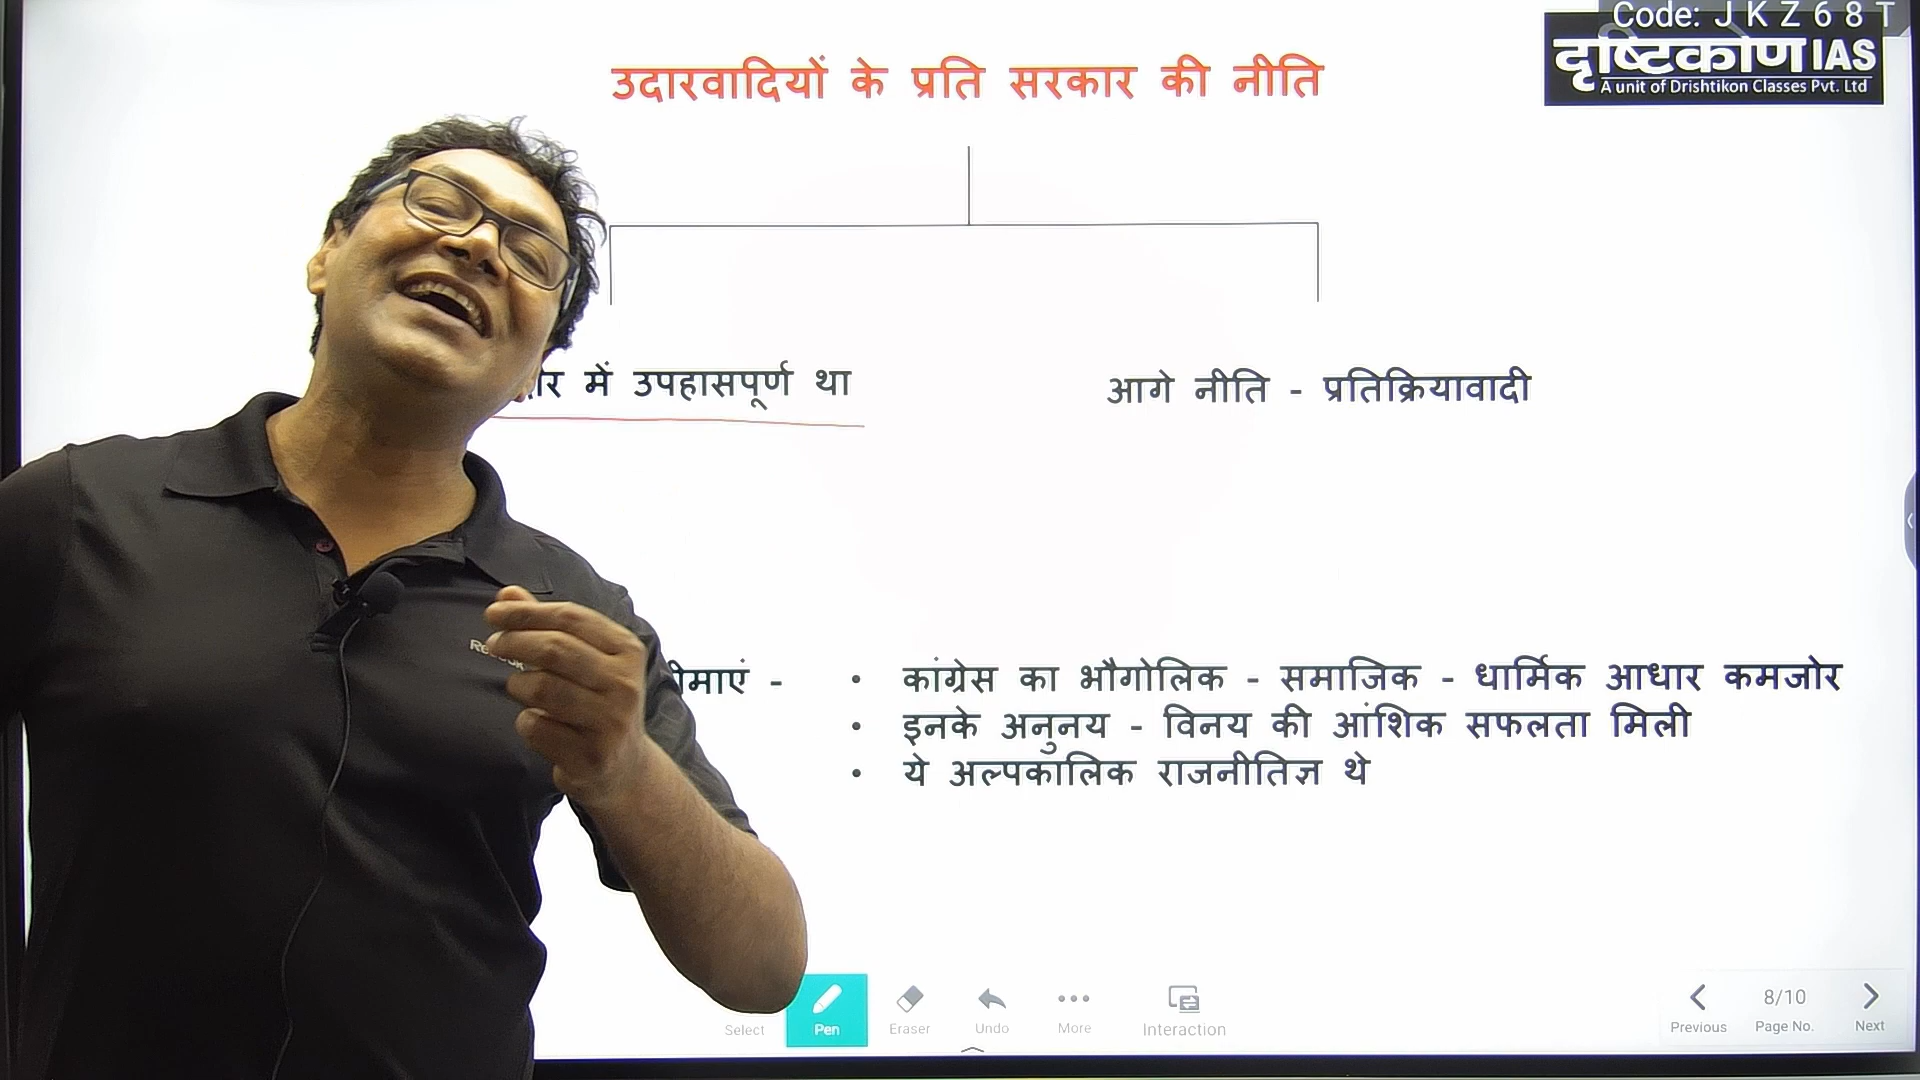 Code: J K Z 6 8 T
दृष्टिकोण IAS
A unit of Drishtikon Classes Pvt. Ltd
उदारवादियों के प्रति सरकार की नीति
में उपहासपूर्ण था
आगे नीति - प्रतिक्रियावादी
Reebok
-
• कांग्रेस का भौगोलिक - समाजिक - धार्मिक आधार कमजोर
• इनके अनुनय - विनय की आंशिक सफलता मिली
• ये अल्पकालिक राजनीतिज्ञ थे
Select
Pen
Eraser
Undo
More
Interaction
8/10
Previous
Page No.
Next